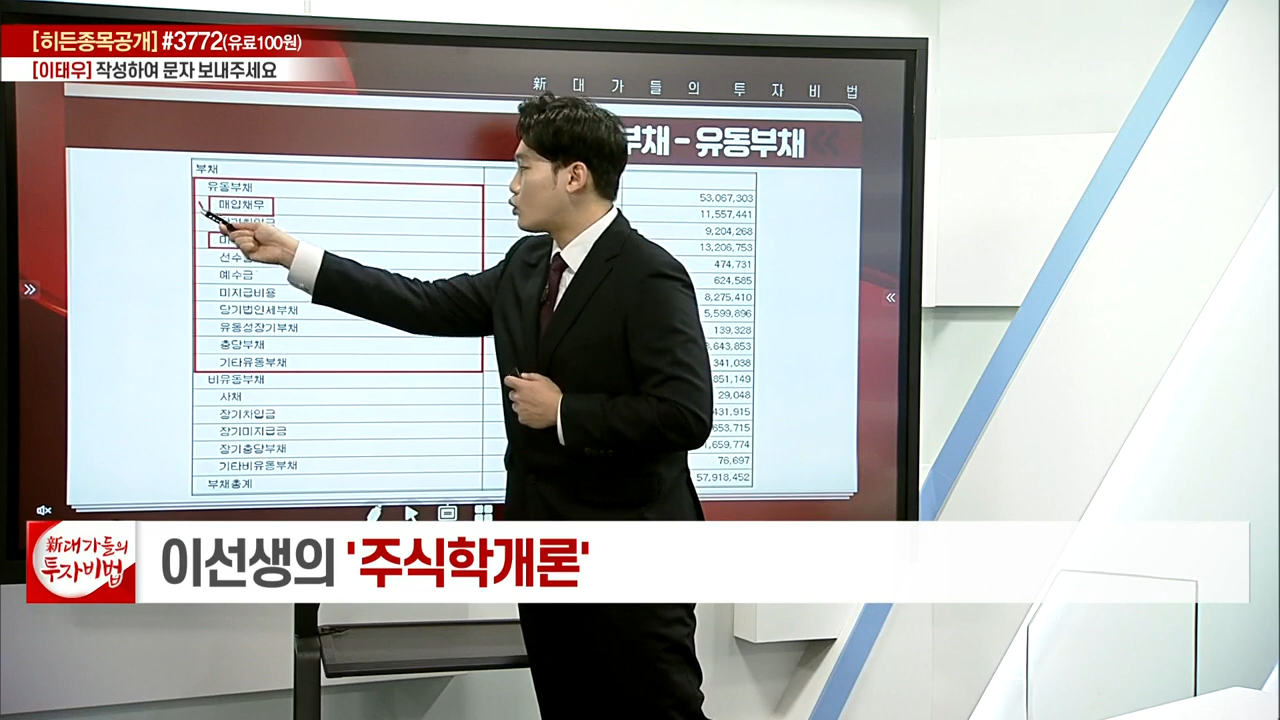 [히든종목공개] #3772(유료100원)
[이태우] 작성하여 문자 보내주세요
新 대 가 들 의 투 자 비 법
부채 - 유동부채
부채
유동부채 53,067,303
매입채무 11,557,441
9,204,268
13,206,753
선수 474,731
예수금 624,585
미지급비용 8,275,410
당기법인세부채 5,599,896
유동성장기부채 139,328
충당부채 ,643,853
기타유동부채 341,038
비유동부채 851,149
사채 29,048
장기차입금 431,915
장기미지급금 653,715
장기충당부채 ,659,774
기타비유동부채 76,697
부채총계 57,918,452
新대가들의
투자비법
이선생의 '주식학개론'